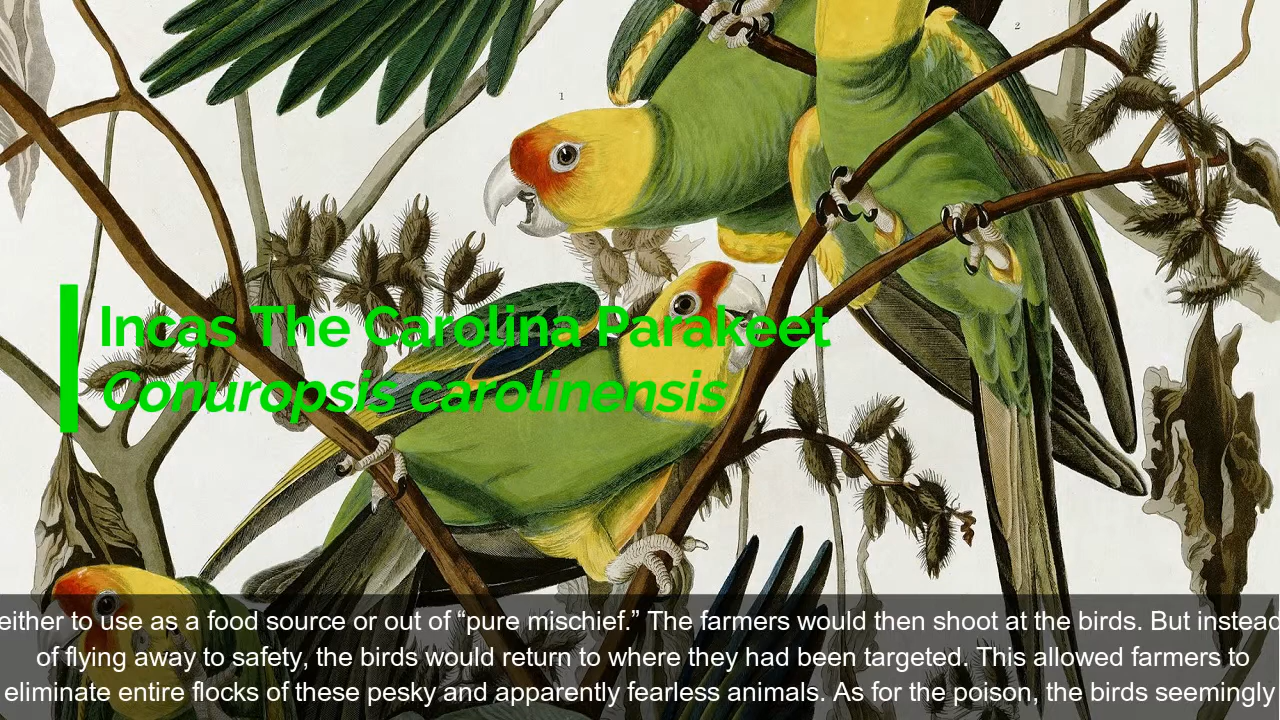 1
2
1
Incas The Carolina Parakeet
Conuropsis carolinensis
either to use as a food source or out of “pure mischief.” The farmers would then shoot at the birds. But instead
of flying away to safety, the birds would return to where they had been targeted. This allowed farmers to
eliminate entire flocks of these pesky and apparently fearless animals. As for the poison, the birds seemingly